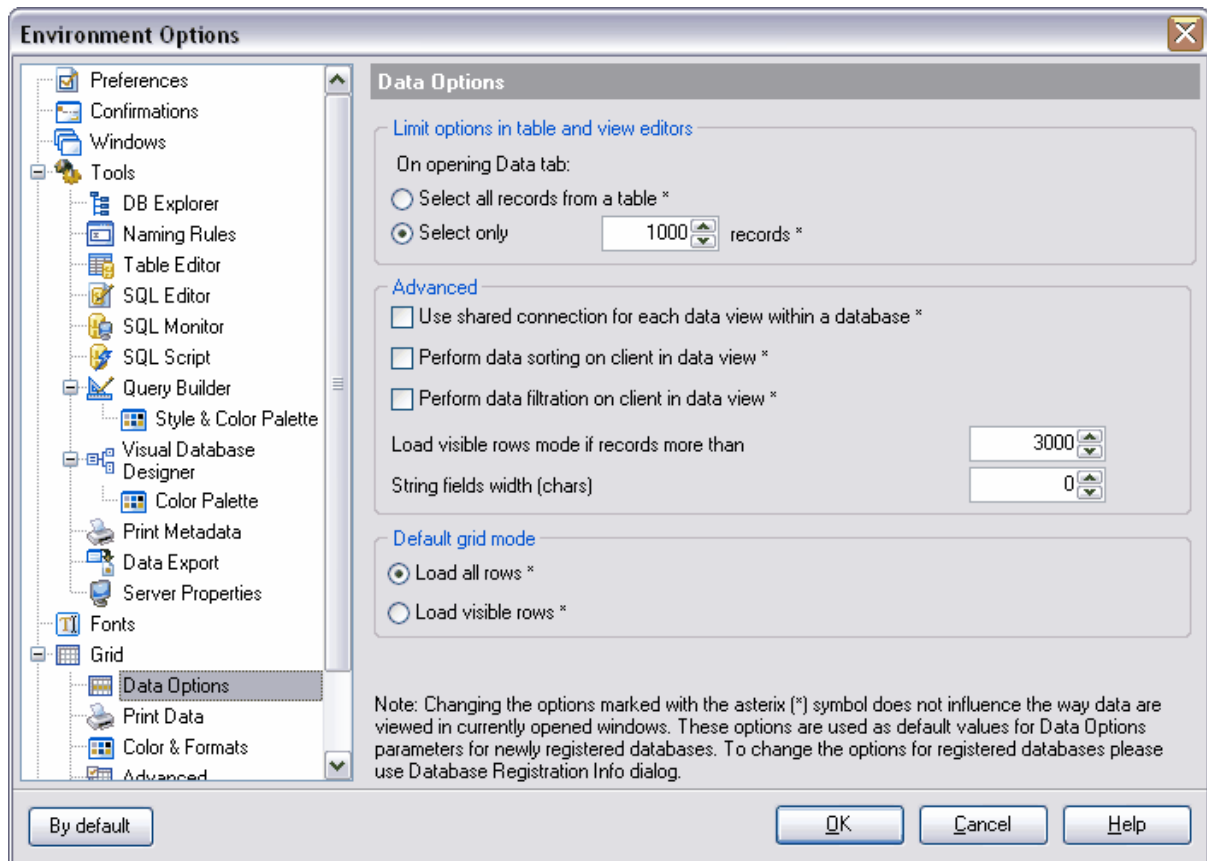 Environment Options
Preferences
Confirmations
Windows
Tools
DB Explorer
Naming Rules
Table Editor
SQL Editor
SQL Monitor
SQL Script
Query Builder
Style & Color Palette
Visual Database
Designer
Color Palette
Print Metadata
Data Export
Server Properties
Fonts
Grid
Data Options
Print Data
Color & Formats
Advanced
Data Options
Limit options in table and view editors
On opening Data tab:
Select all records from a table *
Select only 1000 records *
Advanced
Use shared connection for each data view within a database *
Perform data sorting on client in data view *
Perform data filtration on client in data view *
Load visible rows mode if records more than 3000
String fields width (chars) 0
Default grid mode
Load all rows *
Load visible rows *
Note: Changing the options marked with the asterix (*) symbol does not influence the way data are
viewed in currently opened windows. These options are used as default values for Data Options
parameters for newly registered databases. To change the options for registered databases please
use Database Registration Info dialog.
By default
OK
Cancel
Help